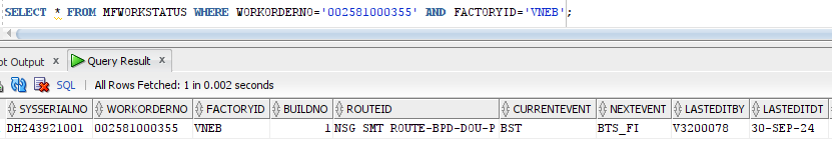 SELECT * FROM MFWORKSTATUS WHERE WORKORDERNO='002581000355' AND FACTORYID='VNEB';
ot Output x Query Result x
SQL | All Rows Fetched: 1 in 0.002 seconds
SYSSERIALNO WORKORDERNO FACTORYID BUILDNO ROUTEID CURRENTEVENT NEXTEVENT LASTEDITBY LASTEDITDT
DH243921001 002581000355 VNEB 1 NSG SMT ROUTE-BPD-DOU-P BST BTS_FI V3200078 30-SEP-24